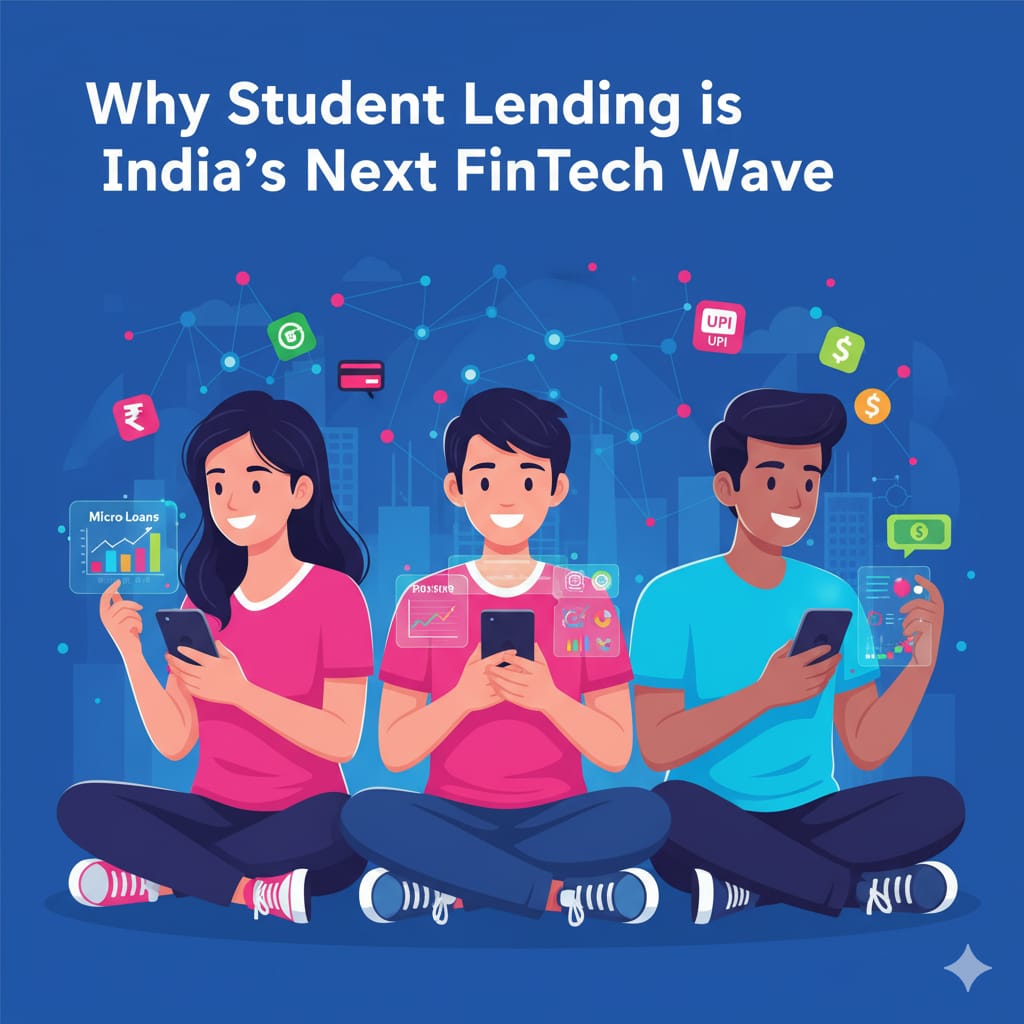 Why Student Lending is
India's Next FinTech Wave
UPI
UPI
₹
$
$
Micro Loans
$